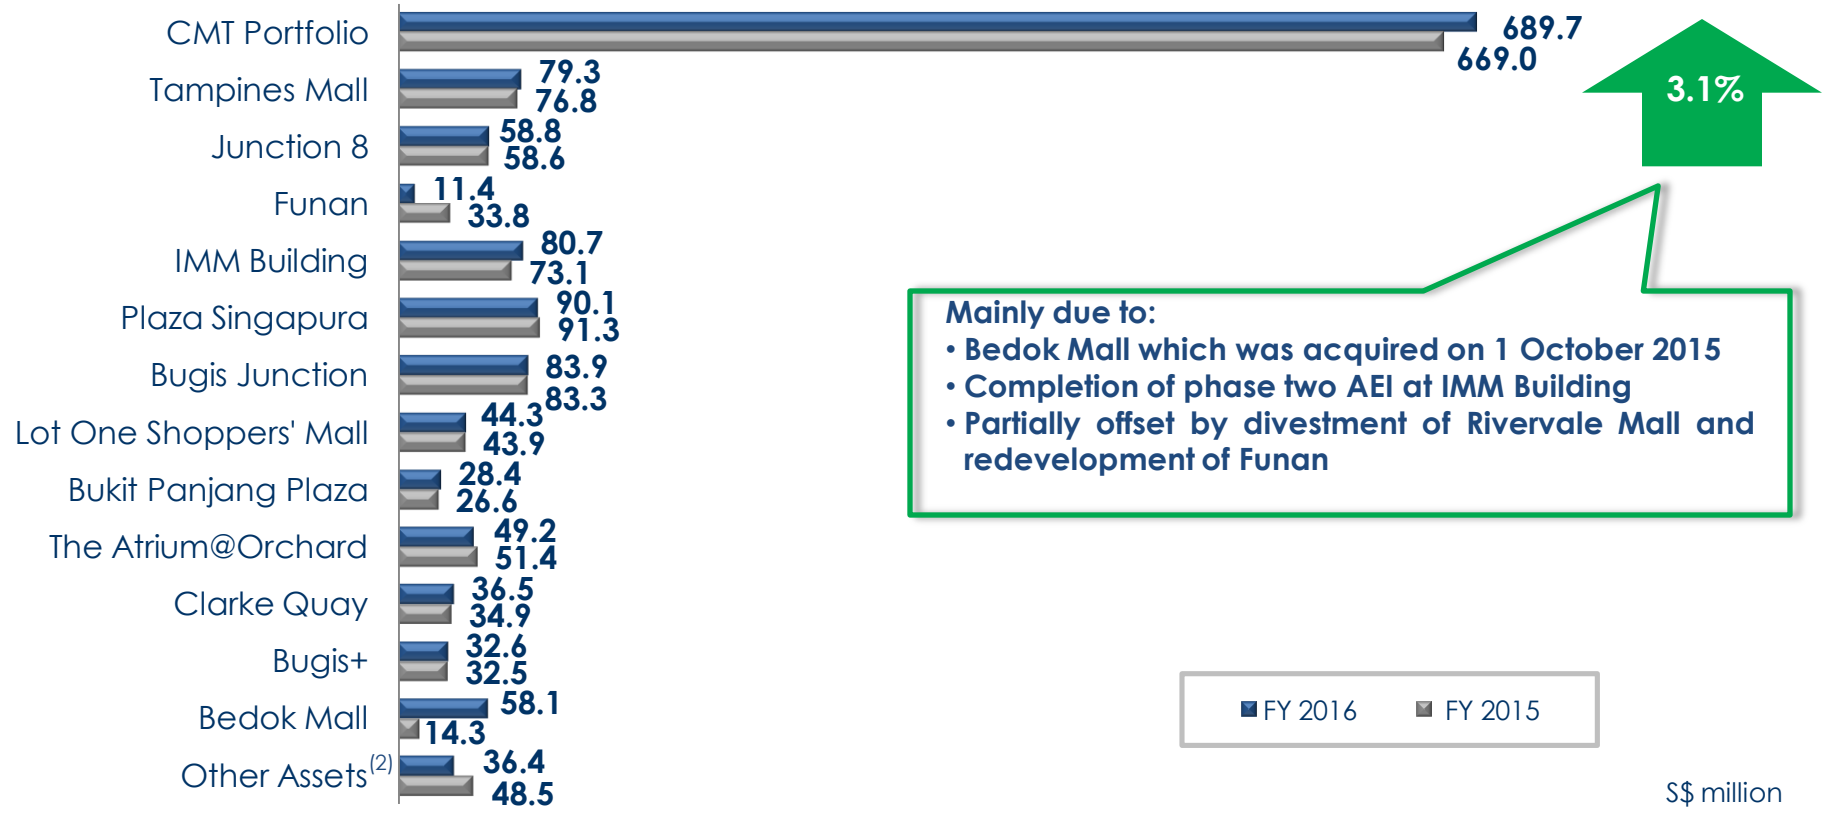 CMT Portfolio
689.7
669.0
3.1%
Tampines Mall
79.3
76.8
Junction 8
58.8
58.6
Funan
11.4
33.8
IMM Building
80.7
73.1
Plaza Singapura
90.1
91.3
Bugis Junction
83.9
83.3
Lot One Shoppers' Mall
44.3
43.9
Bukit Panjang Plaza
28.4
26.6
The Atrium@Orchard
49.2
51.4
Clarke Quay
36.5
34.9
Bugis+
32.6
32.5
Bedok Mall
58.1
14.3
Other Assets(2)
36.4
48.5
Mainly due to:
• Bedok Mall which was acquired on 1 October 2015
• Completion of phase two AEI at IMM Building
• Partially offset by divestment of Rivervale Mall and
redevelopment of Funan
FY 2016 FY 2015
S$ million